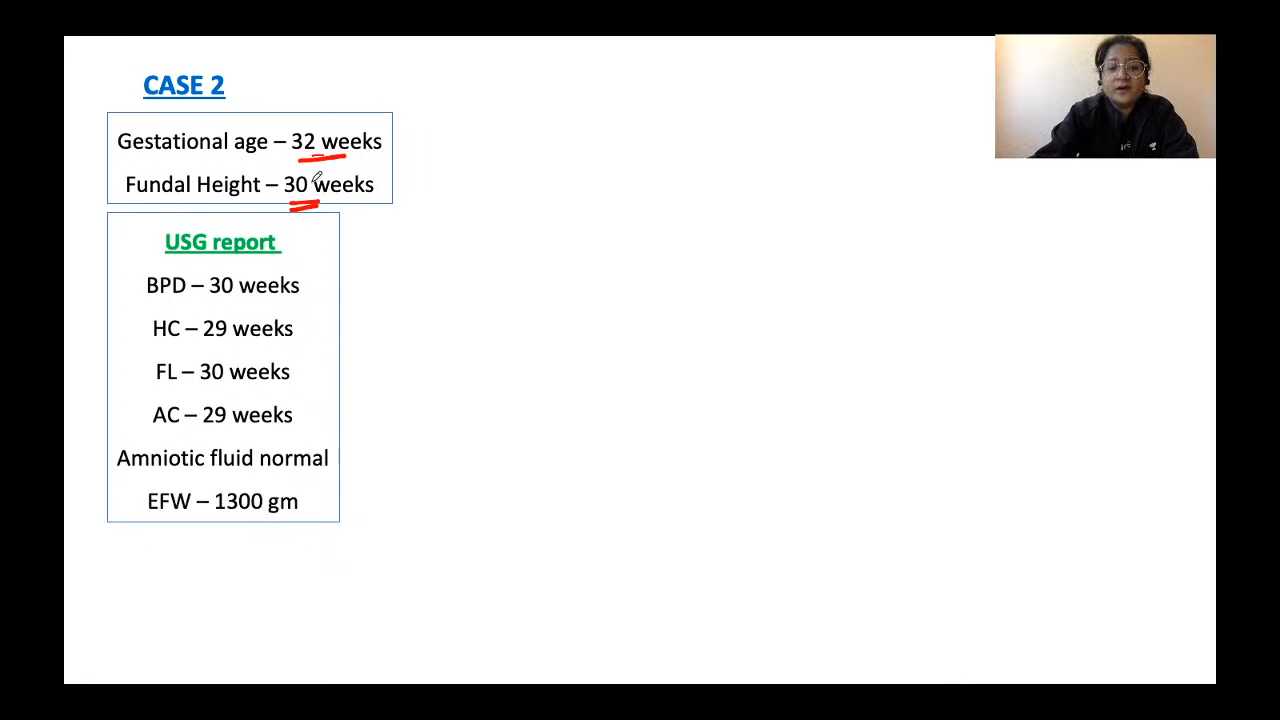 CASE 2
Gestational age – 32 weeks
Fundal Height – 30 weeks
USG report
BPD – 30 weeks
HC – 29 weeks
FL – 30 weeks
AC – 29 weeks
Amniotic fluid normal
EFW – 1300 gm